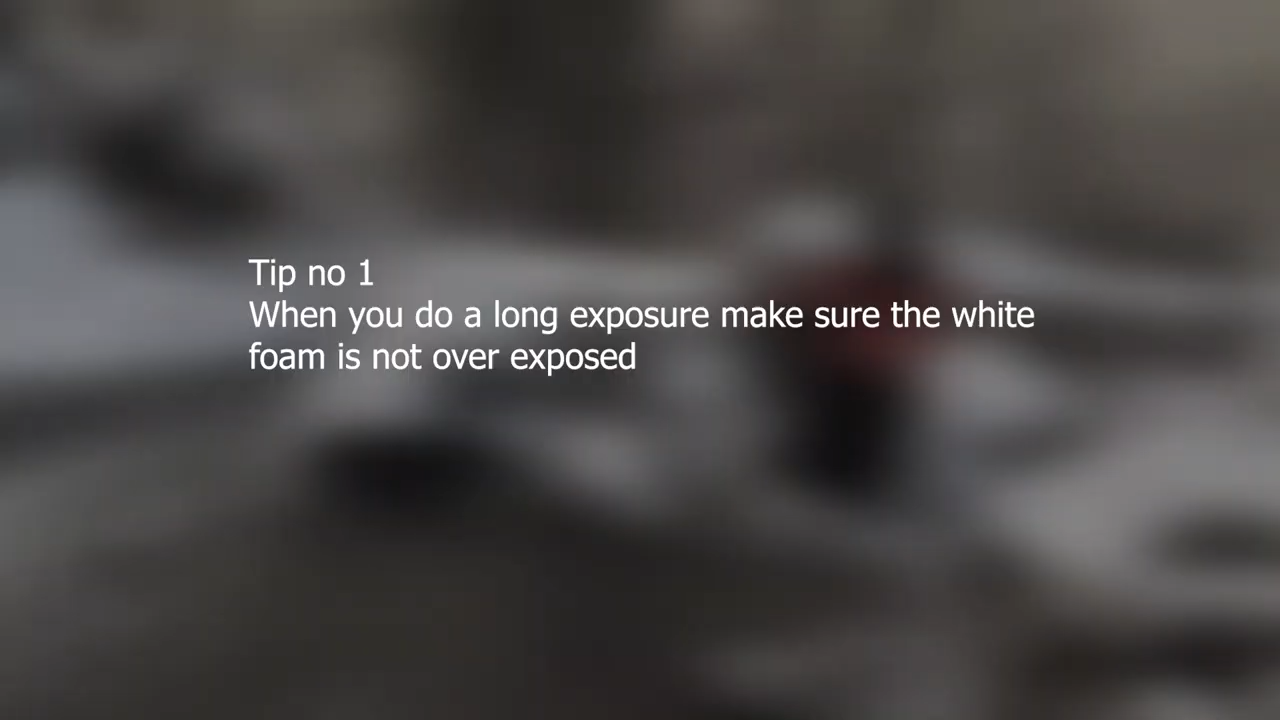 Tip no 1
When you do a long exposure make sure the white
foam is not over exposed